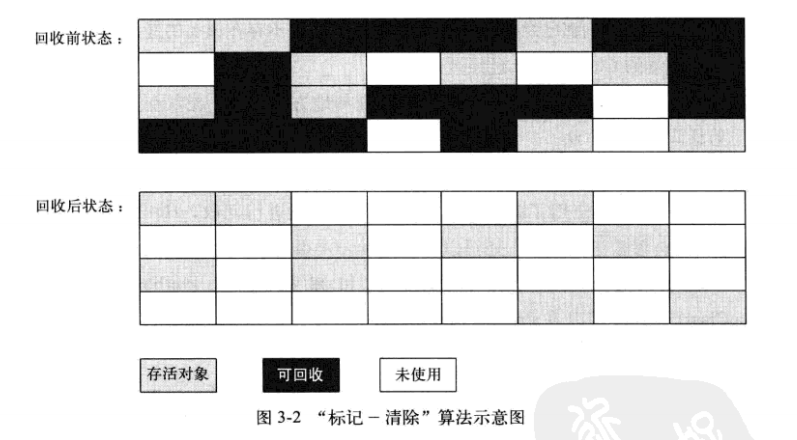 回收前状态：
回收后状态：
存活对象
可回收
未使用
图 3-2 “标记－清除”算法示意图